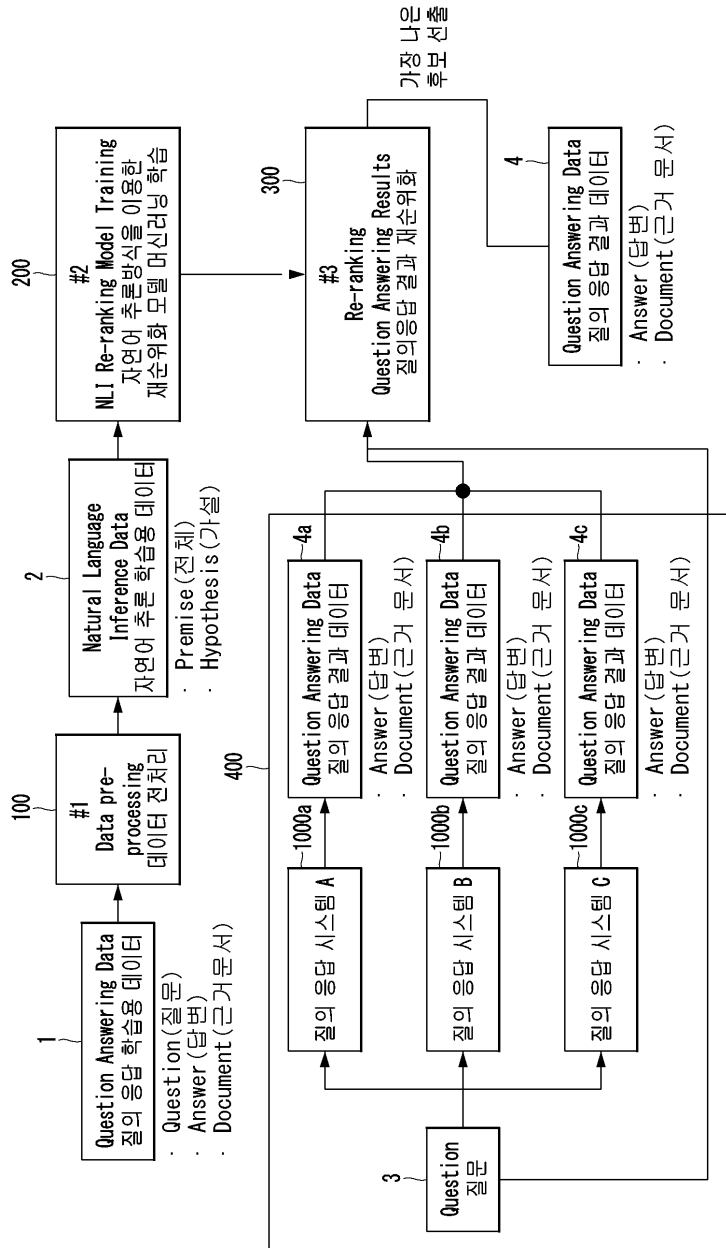 1
Question Answering Data
질의 응답 학습용 데이터
· Question(질문)
· Answer(답변)
· Document(근거문서)
100
#1
Data pre-
processing
데이터 전처리
2
Natural Language
Inference Data
자연어 추론 학습용 데이터
· Premise(전체)
· Hypothesis(가설)
200
#2
NLI Re-ranking Model Training
자연어 추론방식을 이용한
재순위화 모델 머신러닝 학습
400
3
Question
질문
1000a
질의 응답 시스템 A
4a
Question Answering Data
질의 응답 결과 데이터
· Answer(답변)
· Document(근거 문서)
1000b
질의 응답 시스템 B
4b
Question Answering Data
질의 응답 결과 데이터
· Answer(답변)
· Document(근거 문서)
1000c
질의 응답 시스템 C
4c
Question Answering Data
질의 응답 결과 데이터
· Answer(답변)
· Document(근거 문서)
300
#3
Re-ranking
Question Answering Results
질의응답 결과 재순위화
가장 나은
후보 선출
4
Question Answering Data
질의 응답 결과 데이터
· Answer(답변)
· Document(근거 문서)